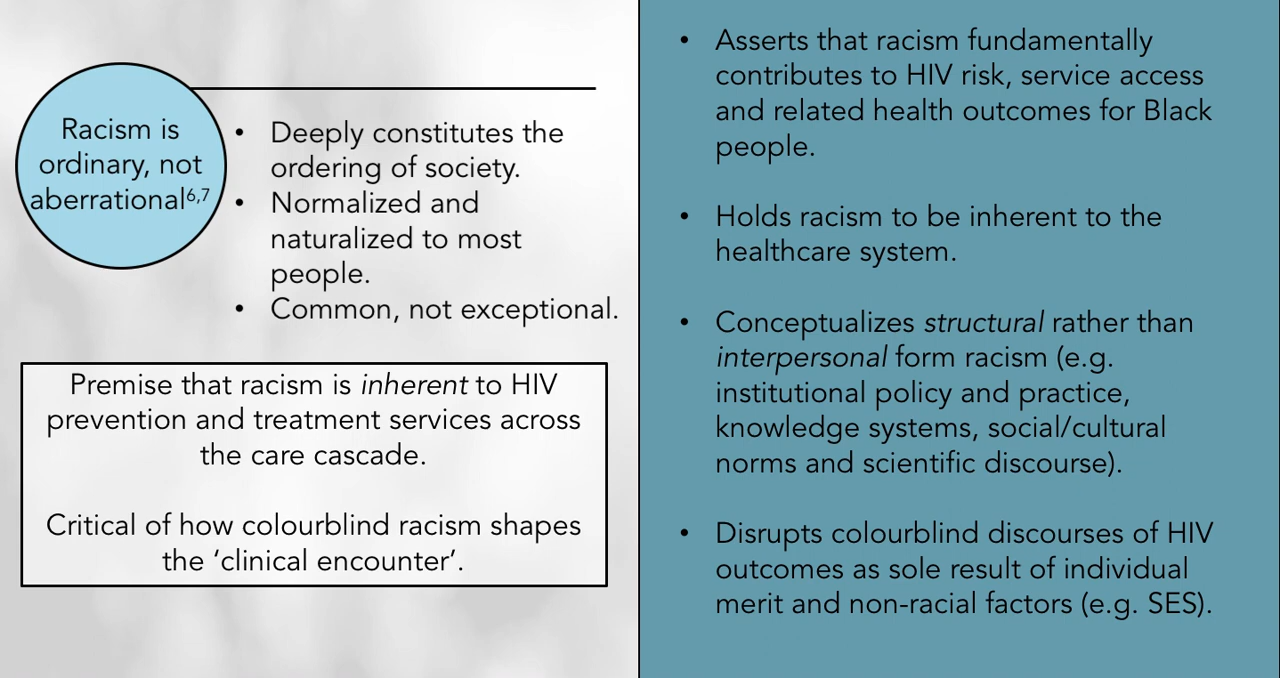 Racism is
ordinary, not
aberrational6,7
• Deeply constitutes the
ordering of society.
• Normalized and
naturalized to most
people.
• Common, not exceptional.
Premise that racism is inherent to HIV
prevention and treatment services across
the care cascade.
Critical of how colourblind racism shapes
the ‘clinical encounter’.
• Asserts that racism fundamentally
contributes to HIV risk, service access
and related health outcomes for Black
people.
• Holds racism to be inherent to the
healthcare system.
• Conceptualizes structural rather than
interpersonal form racism (e.g.
institutional policy and practice,
knowledge systems, social/cultural
norms and scientific discourse).
• Disrupts colourblind discourses of HIV
outcomes as sole result of individual
merit and non-racial factors (e.g. SES).